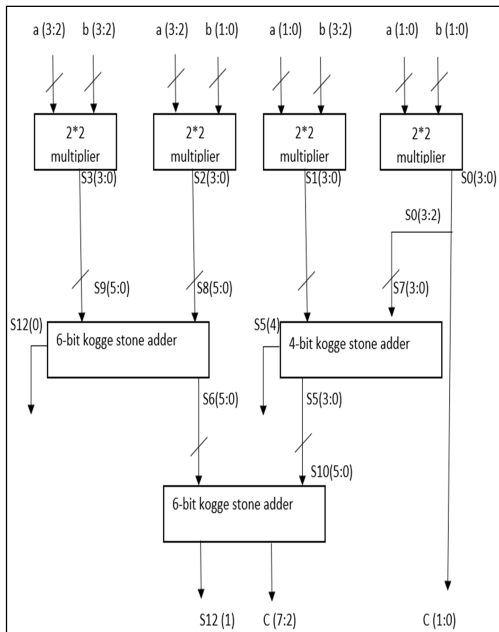 a (3:2) b (3:2) a (3:2) b (1:0) a (1:0) b (3:2) a (1:0) b (1:0)
2*2 multiplier
2*2 multiplier
2*2 multiplier
2*2 multiplier
S3(3:0) S2(3:0) S1(3:0) S0(3:0)
S0(3:2)
S9(5:0) S8(5:0) S7(3:0)
S12(0) S5(4)
6-bit kogge stone adder
4-bit kogge stone adder
S6(5:0) S5(3:0)
S10(5:0)
6-bit kogge stone adder
S12 (1) C (7:2) C (1:0)